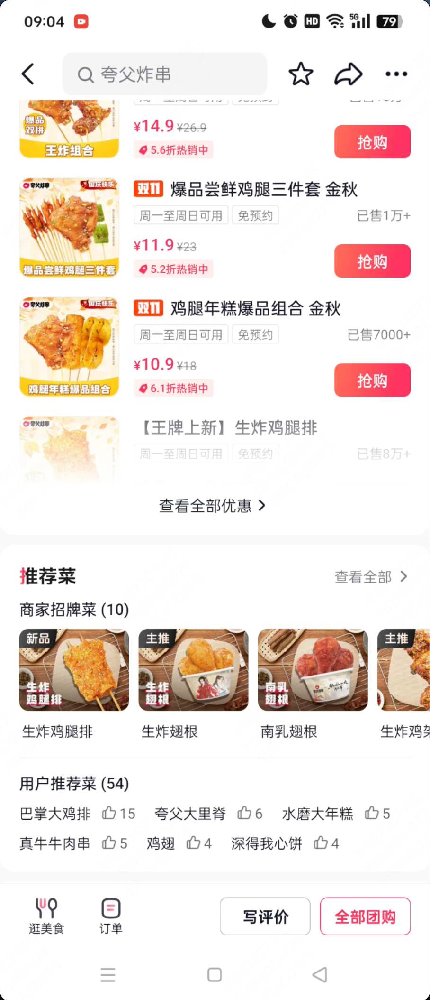 09:04
HD
5G
79
夸父炸串
爆品
双拼
王炸组合
¥14.9 ¥26.9
5.6折热销中
抢购
夸父炸串
国庆快乐
爆品尝鲜鸡腿三件套
双11 爆品尝鲜鸡腿三件套 金秋
周一至周日可用 免预约 已售1万+
¥11.9 ¥23
5.2折热销中
抢购
夸父炸串
国庆快乐
鸡腿年糕爆品组合
双11 鸡腿年糕爆品组合 金秋
周一至周日可用 免预约 已售7000+
¥10.9 ¥18
6.1折热销中
抢购
夸父炸串
【王牌上新】生炸鸡腿排
周一至周日可用 免预约 已售8万+
查看全部优惠
推荐菜 查看全部
商家招牌菜 (10)
新品
生炸
鸡腿排
主推
生炸
翅根
南乳
翅根
主推
生炸鸡腿排 生炸翅根 南乳翅根 生炸鸡架
用户推荐菜 (54)
巴掌大鸡排 15 夸父大里脊 6 水磨大年糕 5
真牛牛肉串 5 鸡翅 4 深得我心饼 4
逛美食 订单 写评价 全部团购